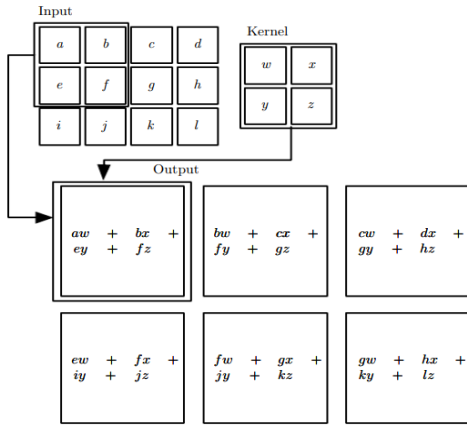 Input
Kernel
a b c d
w x
e f g h
y z
i j k l
Output
aw + bx +
ey + fz
bw + cx +
fy + gz
cw + dx +
gy + hz
ew + fx +
iy + jz
fw + gx +
jy + kz
gw + hx +
ky + lz